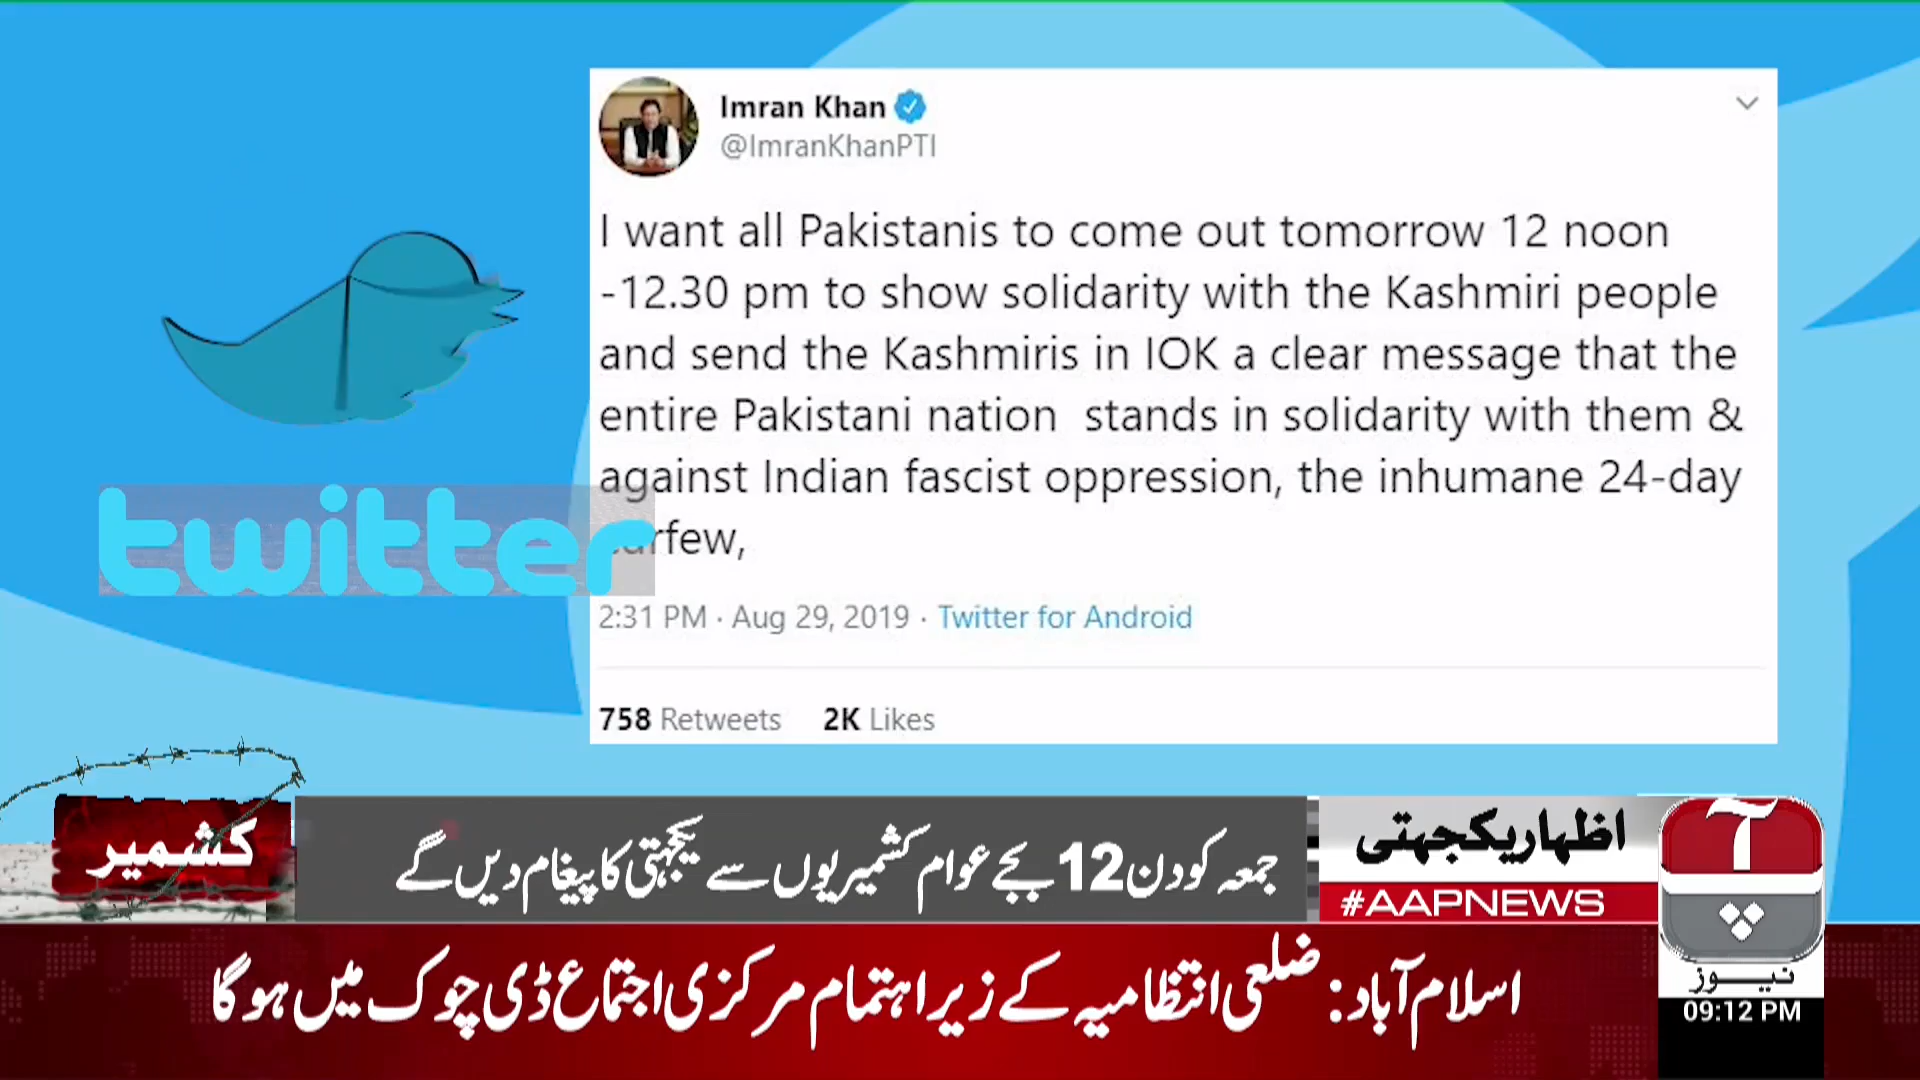 Imran Khan
@ImranKhanPTI
I want all Pakistanis to come out tomorrow 12 noon
-12.30 pm to show solidarity with the Kashmiri people
and send the Kashmiris in IOK a clear message that the
entire Pakistani nation  stands in solidarity with them &
against Indian fascist oppression, the inhumane 24-day
curfew,
twitter
2:31 PM · Aug 29, 2019 · Twitter for Android
758 Retweets 2K Likes
کشمیر
جمعہ کو دن 12 بجے عوام کشمیریوں سے یکجہتی کا پیغام دیں گے
اظہار یکجہتی
#AAPNEWS
آپ
نیوز
09:12 PM
اسلام آباد: ضلعی انتظامیہ کے زیر اہتمام مرکزی اجتماع ڈی چوک میں ہو گا